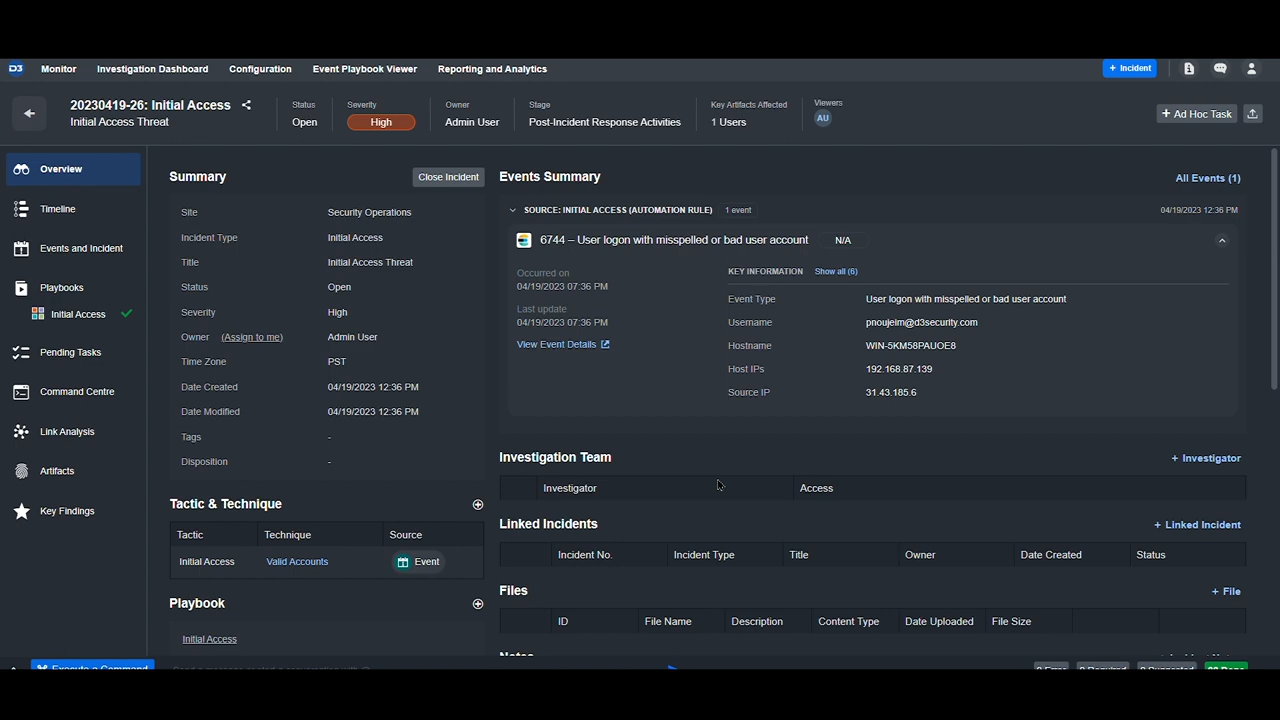 D3 Monitor Investigation Dashboard Configuration Event Playbook Viewer Reporting and Analytics + Incident
20230419-26: Initial Access
Initial Access Threat
Status
Open
Severity
High
Owner
Admin User
Stage
Post-Incident Response Activities
Key Artifacts Affected
1 Users
Viewers
AU
+ Ad Hoc Task
Overview
Timeline
Events and Incident
Playbooks
Initial Access
Pending Tasks
Command Centre
Link Analysis
Artifacts
Key Findings
Summary Close Incident
Site Security Operations
Incident Type Initial Access
Title Initial Access Threat
Status Open
Severity High
Owner (Assign to me) Admin User
Time Zone PST
Date Created 04/19/2023 12:36 PM
Date Modified 04/19/2023 12:36 PM
Tags -
Disposition -
Tactic & Technique
Tactic Technique Source
Initial Access Valid Accounts Event
Playbook
Initial Access
Events Summary All Events (1)
SOURCE: INITIAL ACCESS (AUTOMATION RULE) 1 event 04/19/2023 12:36 PM
6744 – User logon with misspelled or bad user account N/A
Occurred on
04/19/2023 07:36 PM
Last update
04/19/2023 07:36 PM
View Event Details
KEY INFORMATION Show all (6)
Event Type User logon with misspelled or bad user account
Username pnoujeim@d3security.com
Hostname WIN-5KM58PAUOE8
Host IPs 192.168.87.139
Source IP 31.43.185.6
Investigation Team + Investigator
Investigator Access
Linked Incidents + Linked Incident
Incident No. Incident Type Title Owner Date Created Status
Files + File
ID File Name Description Content Type Date Uploaded File Size
Notes
Execute a Command